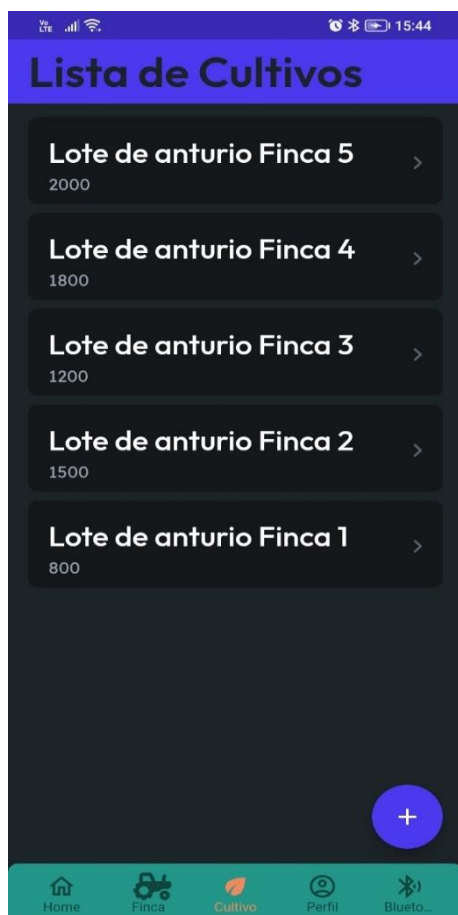 Vo
LTE
15:44
Lista de Cultivos
Lote de anturio Finca 5
2000
Lote de anturio Finca 4
1800
Lote de anturio Finca 3
1200
Lote de anturio Finca 2
1500
Lote de anturio Finca 1
800
+
Home Finca Cultivo Perfil Blueto...